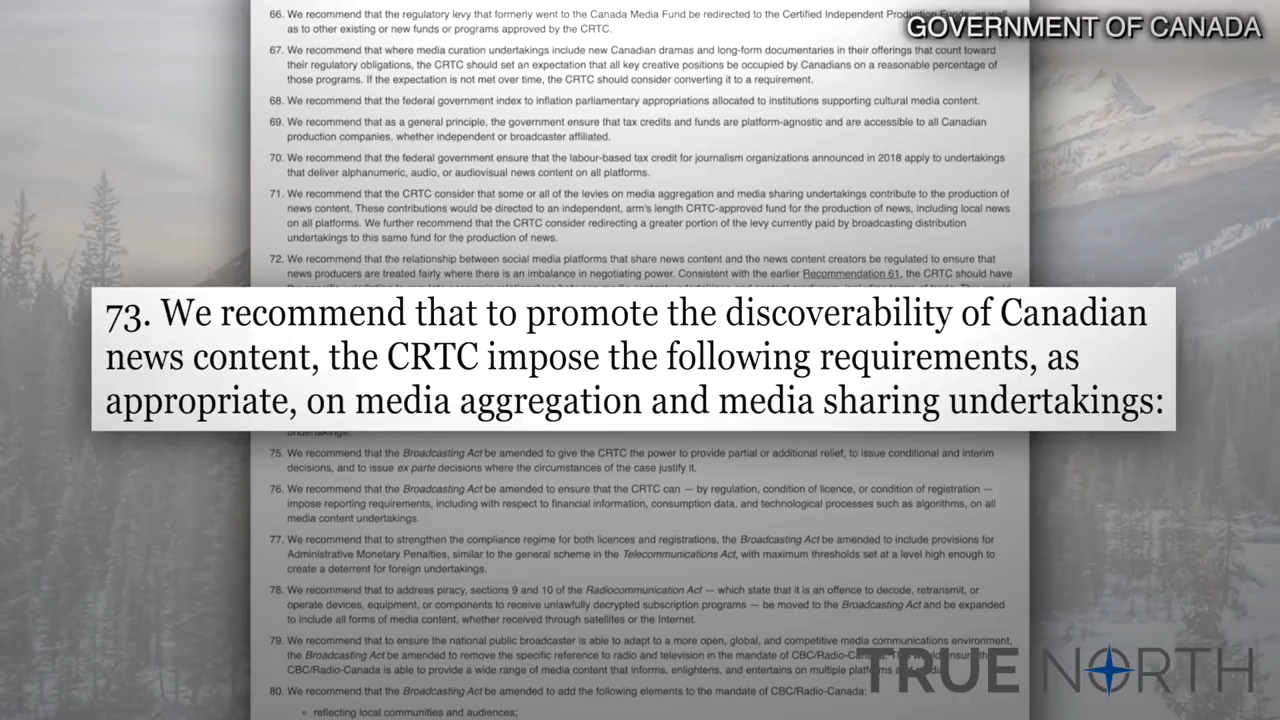 66. We recommend that the regulatory levy that formerly went to the Canada Media Fund be redirected to the Certified Independent Production Funds, as well
GOVERNMENT OF CANADA
as to other existing or new funds or programs approved by the CRTC.
67. We recommend that where media curation undertakings include new Canadian dramas and long-form documentaries in their offerings that count toward
their regulatory obligations, the CRTC should set an expectation that all key creative positions be occupied by Canadians on a reasonable percentage of
those programs. If the expectation is not met over time, the CRTC should consider converting it to a requirement.
68. We recommend that the federal government index to inflation parliamentary appropriations allocated to institutions supporting cultural media content.
69. We recommend that as a general principle, the government ensure that tax credits and funds are platform-agnostic and are accessible to all Canadian
production companies, whether independent or broadcaster affiliated.
70. We recommend that the federal government ensure that the labour-based tax credit for journalism organizations announced in 2018 apply to undertakings
that deliver alphanumeric, audio, or audiovisual news content on all platforms.
71. We recommend that the CRTC consider that some or all of the levies on media aggregation and media sharing undertakings contribute to the production of
news content. These contributions would be directed to an independent, arm's length CRTC-approved fund for the production of news, including local news
on all platforms. We further recommend that the CRTC consider redirecting a greater portion of the levy currently paid by broadcasting distribution
undertakings to this same fund for the production of news.
72. We recommend that the relationship between social media platforms that share news content and the news content creators be regulated to ensure that
news producers are treated fairly where there is an imbalance in negotiating power. Consistent with the earlier Recommendation 61, the CRTC should have
73. We recommend that to promote the discoverability of Canadian
news content, the CRTC impose the following requirements, as
appropriate, on media aggregation and media sharing undertakings:
undertakings.
75. We recommend that the Broadcasting Act be amended to give the CRTC the power to provide partial or additional relief, to issue conditional and interim
decisions, and to issue ex parte decisions where the circumstances of the case justify it.
76. We recommend that the Broadcasting Act be amended to ensure that the CRTC can — by regulation, condition of licence, or condition of registration —
impose reporting requirements, including with respect to financial information, consumption data, and technological processes such as algorithms, on all
media content undertakings.
77. We recommend that to strengthen the compliance regime for both licences and registrations, the Broadcasting Act be amended to include provisions for
Administrative Monetary Penalties, similar to the general scheme in the Telecommunications Act, with maximum thresholds set at a level high enough to
create a deterrent for foreign undertakings.
78. We recommend that to address piracy, sections 9 and 10 of the Radiocommunication Act — which state that it is an offence to decode, retransmit, or
operate devices, equipment, or components to receive unlawfully decrypted subscription programs — be moved to the Broadcasting Act and be expanded
to include all forms of media content, whether received through satellites or the Internet.
79. We recommend that to ensure the national public broadcaster is able to adapt to a more open, global, and competitive media communications environment,
the Broadcasting Act be amended to remove the specific reference to radio and television in the mandate of CBC/Radio-Canada.
CBC/Radio-Canada is able to provide a wide range of media content that informs, enlightens, and entertains on multiple platforms
TRUE NORTH
80. We recommend that the Broadcasting Act be amended to add the following elements to the mandate of CBC/Radio-Canada:
reflecting local communities and audiences;